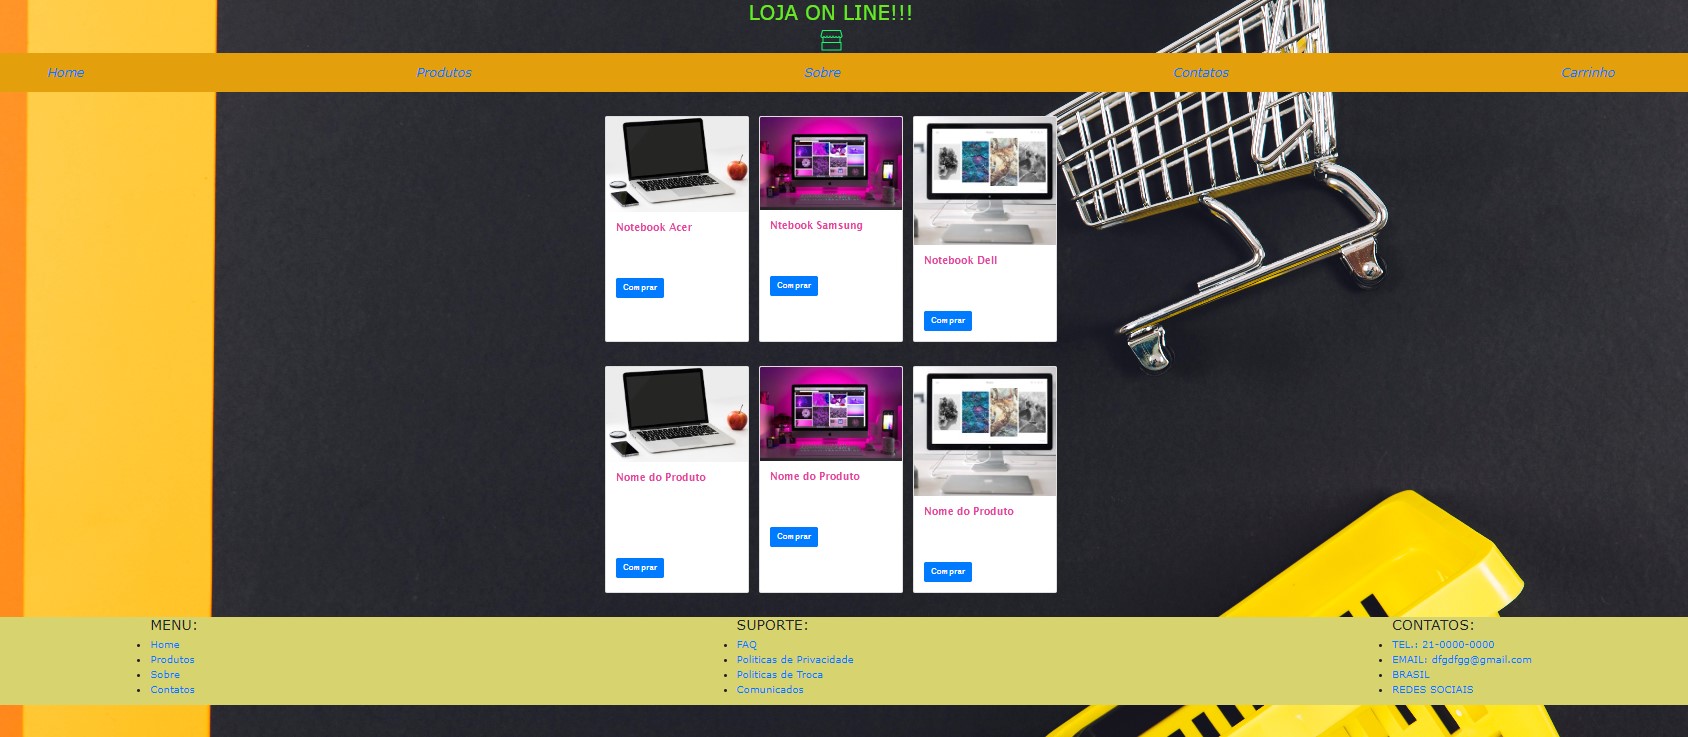 LOJA ON LINE!!!
Home Produtos Sobre Contatos Carrinho
Notebook Acer
Ntebook Samsung
Notebook Dell
Comprar
Comprar
Comprar
Nome do Produto
Nome do Produto
Nome do Produto
Comprar
Comprar
Comprar
MENU:
Home
Produtos
Sobre
Contatos
SUPORTE:
FAQ
Politicas de Privacidade
Politicas de Troca
Comunicados
CONTATOS:
TEL.: 21-0000-0000
EMAIL: dfgdfgg@gmail.com
BRASIL
REDES SOCIAIS